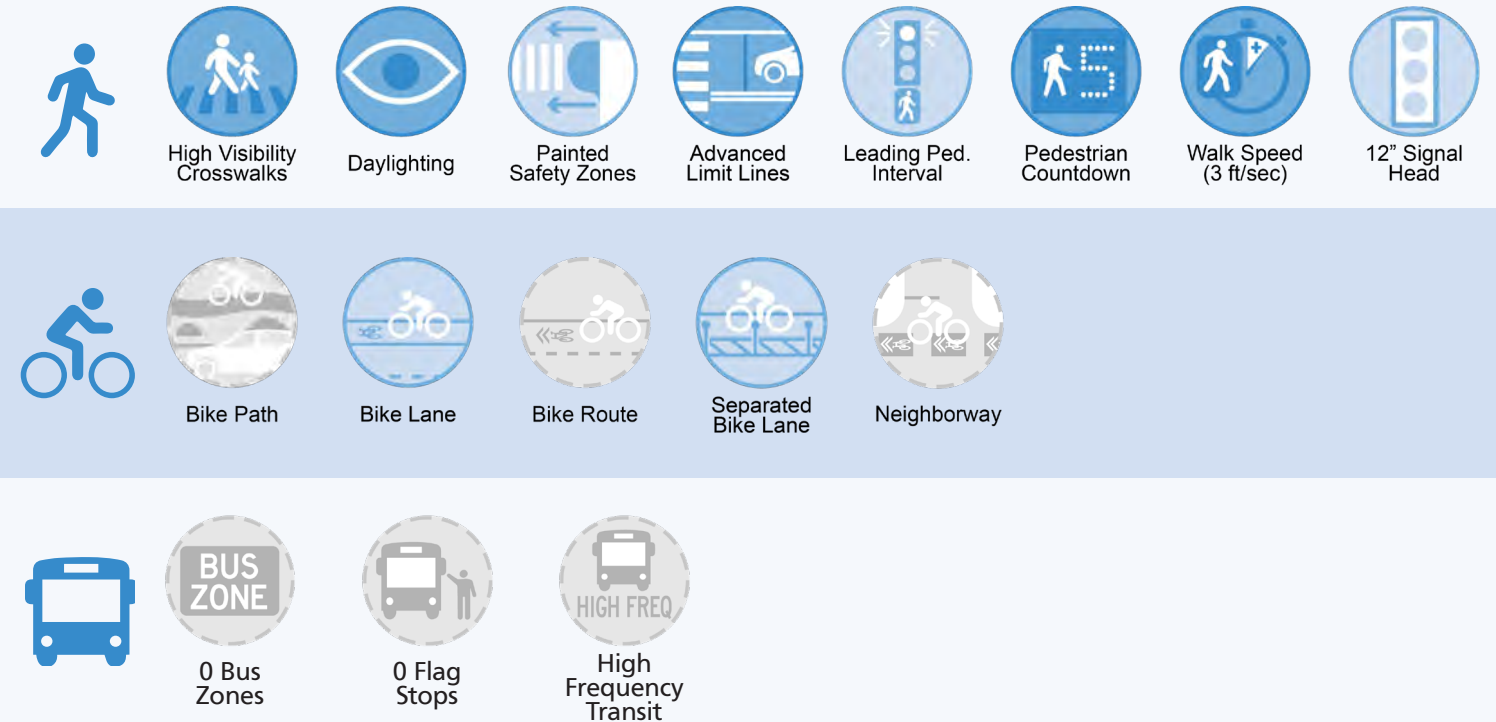 5
High Visibility
Crosswalks
Daylighting
Painted
Safety Zones
Advanced
Limit Lines
Leading Ped.
Interval
Pedestrian
Countdown
Walk Speed
(3 ft/sec)
12” Signal
Head
Bike Path
Bike Lane
Bike Route
Separated
Bike Lane
Neighborway
BUS
ZONE
HIGH FREQ
0 Bus
Zones
0 Flag
Stops
High
Frequency
Transit